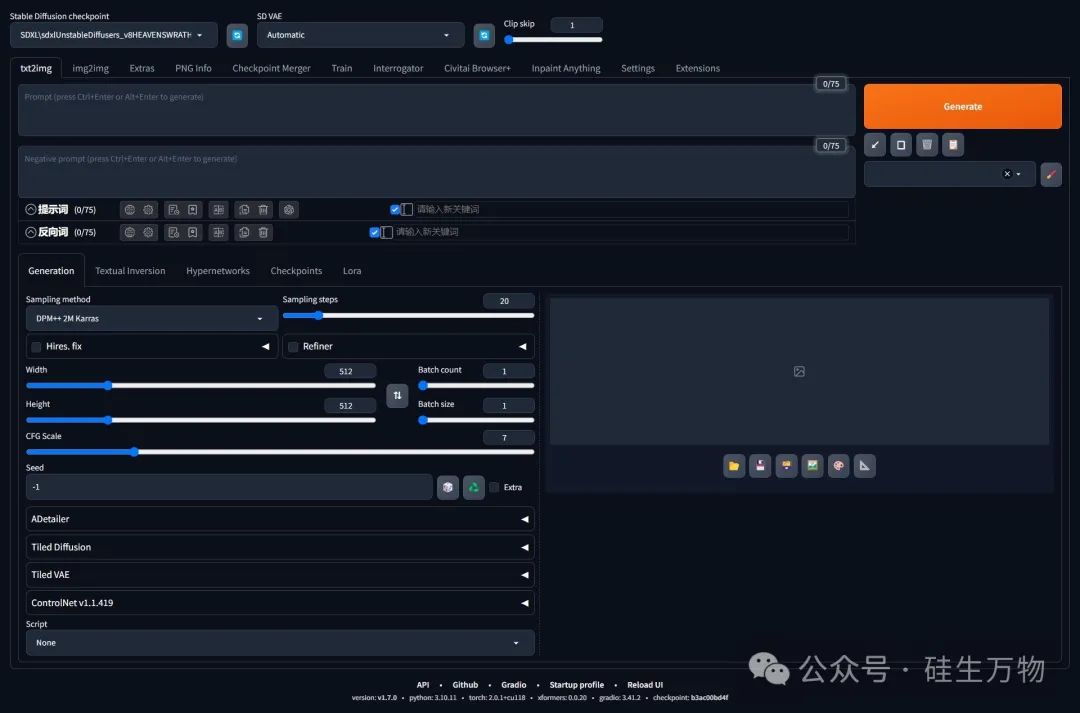 Stable Diffusion checkpoint
SD VAE
Clip skip
1
SDXL\sdxlUnstableDiffusers_v8HEAVENSWRATH
Automatic
txt2img img2img Extras PNG Info Checkpoint Merger Train Interrogator Civitai Browser+ Inpaint Anything Settings Extensions
0/75
Prompt (press Ctrl+Enter or Alt+Enter to generate)
Generate
0/75
Negative prompt (press Ctrl+Enter or Alt+Enter to generate)
提示词 (0/75) 请输入新关键词
反向词 (0/75) 请输入新关键词
Generation Textual Inversion Hypernetworks Checkpoints Lora
Sampling method
Sampling steps
20
DPM++ 2M Karras
Hires. fix
Refiner
Width
512
Batch count
1
Height
512
Batch size
1
CFG Scale
7
Seed
-1
Extra
ADetailer
Tiled Diffusion
Tiled VAE
ControlNet v1.1.419
Script
None
公众号 · 硅生万物
API • Github • Gradio • Startup profile • Reload UI
version: v1.7.0 • python: 3.10.11 • torch: 2.0.1+cu118 • xformers: 0.0.20 • gradio: 3.41.2 • checkpoint: b3ac00bd4f